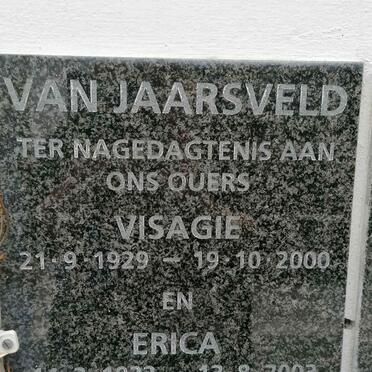 VAN JAARSVELD
TER NAGEDAGTENIS AAN
ONS OUERS
VISAGIE
21·9·1929 – 19·10·2000
EN
ERICA